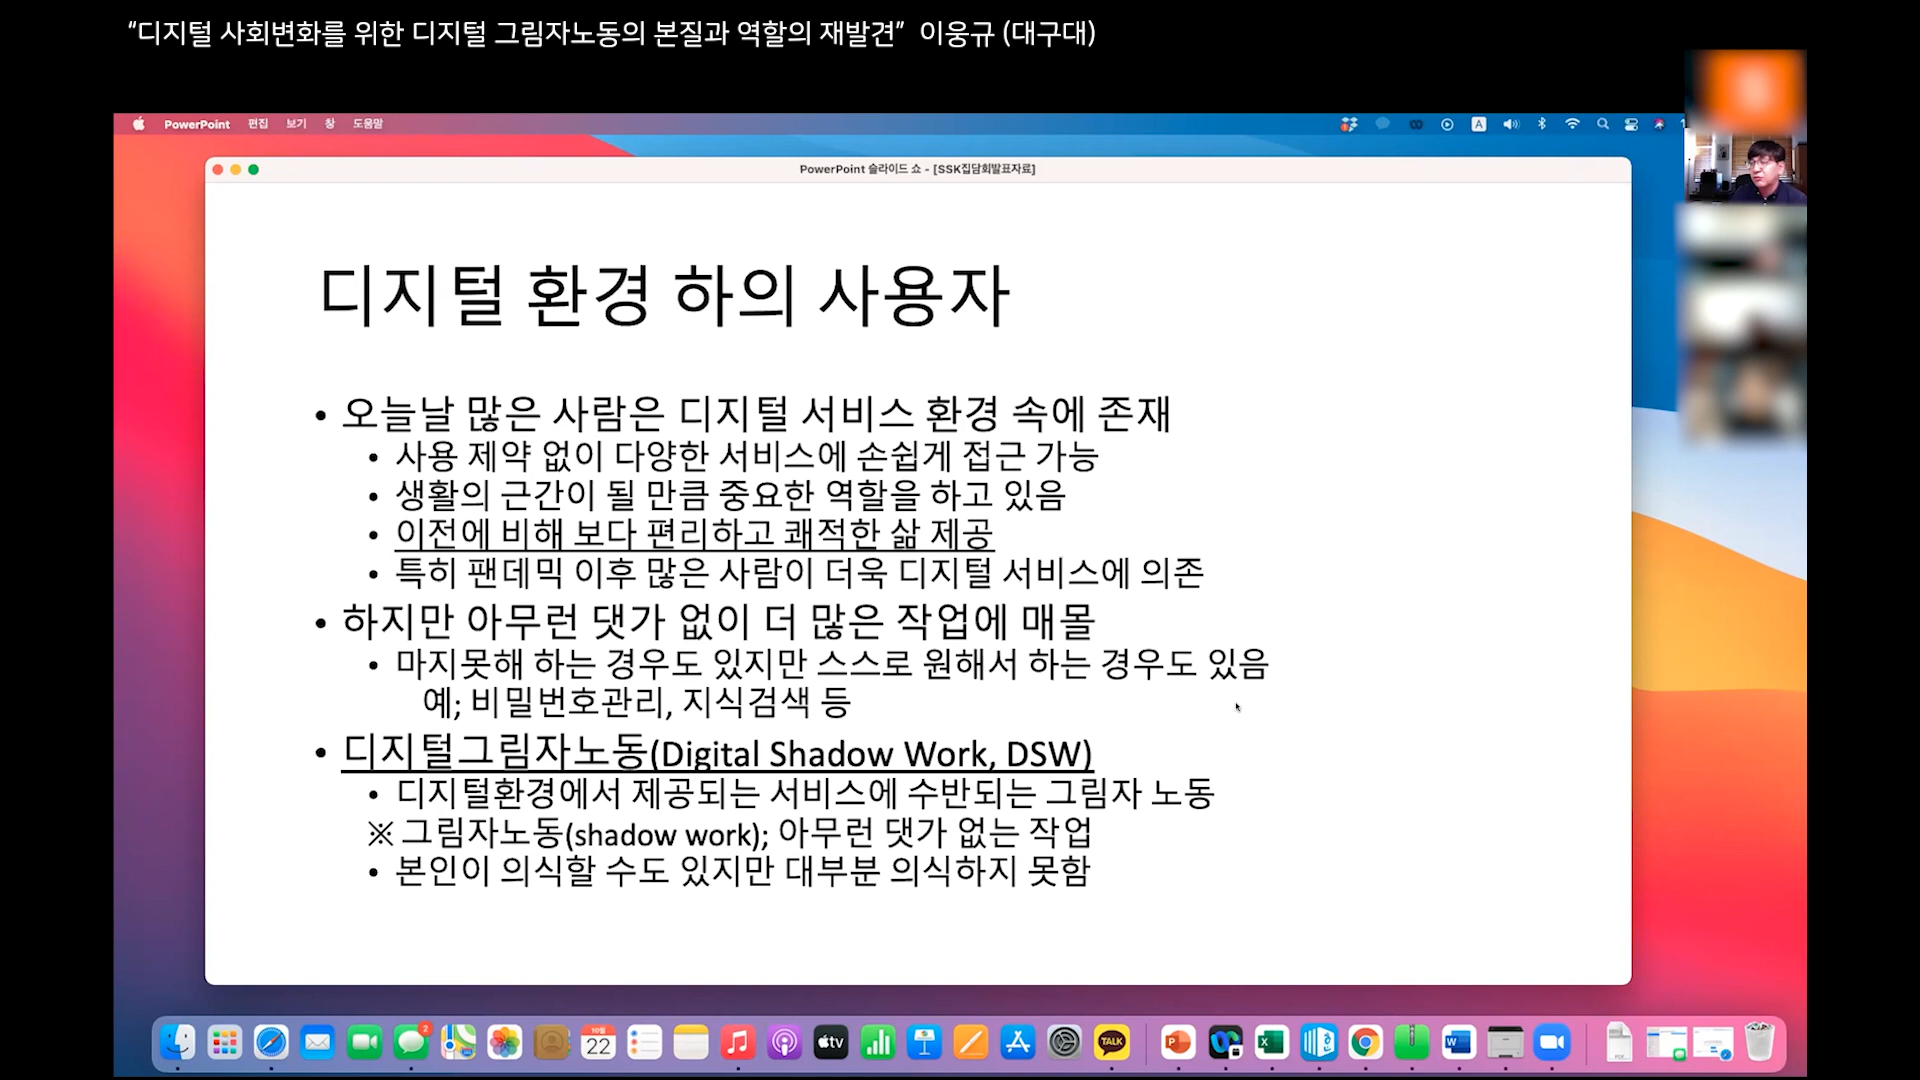 “디지털 사회변화를 위한 디지털 그림자노동의 본질과 역할의 재발견” 이웅규 (대구대)
PowerPoint 편집 보기 창 도움말
A
PowerPoint 슬라이드 쇼 - [SSK집담회발표자료]
디지털 환경 하의 사용자
• 오늘날 많은 사람은 디지털 서비스 환경 속에 존재
• 사용 제약 없이 다양한 서비스에 손쉽게 접근 가능
• 생활의 근간이 될 만큼 중요한 역할을 하고 있음
• 이전에 비해 보다 편리하고 쾌적한 삶 제공
• 특히 팬데믹 이후 많은 사람이 더욱 디지털 서비스에 의존
• 하지만 아무런 댓가 없이 더 많은 작업에 매몰
• 마지못해 하는 경우도 있지만 스스로 원해서 하는 경우도 있음
예; 비밀번호관리, 지식검색 등
• 디지털그림자노동(Digital Shadow Work, DSW)
• 디지털환경에서 제공되는 서비스에 수반되는 그림자 노동
※ 그림자노동(shadow work); 아무런 댓가 없는 작업
• 본인이 의식할 수도 있지만 대부분 의식하지 못함
2
10월
22
tv
TALK
P
X
W